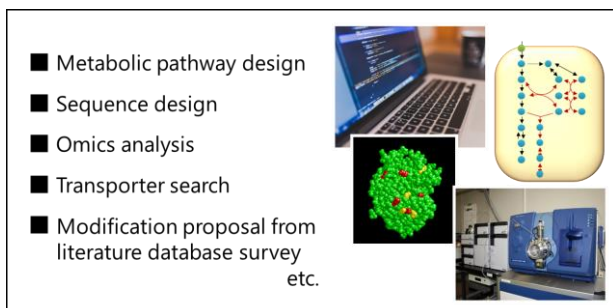 ■ Metabolic pathway design
■ Sequence design
■ Omics analysis
■ Transporter search
■ Modification proposal from
literature database survey
etc.